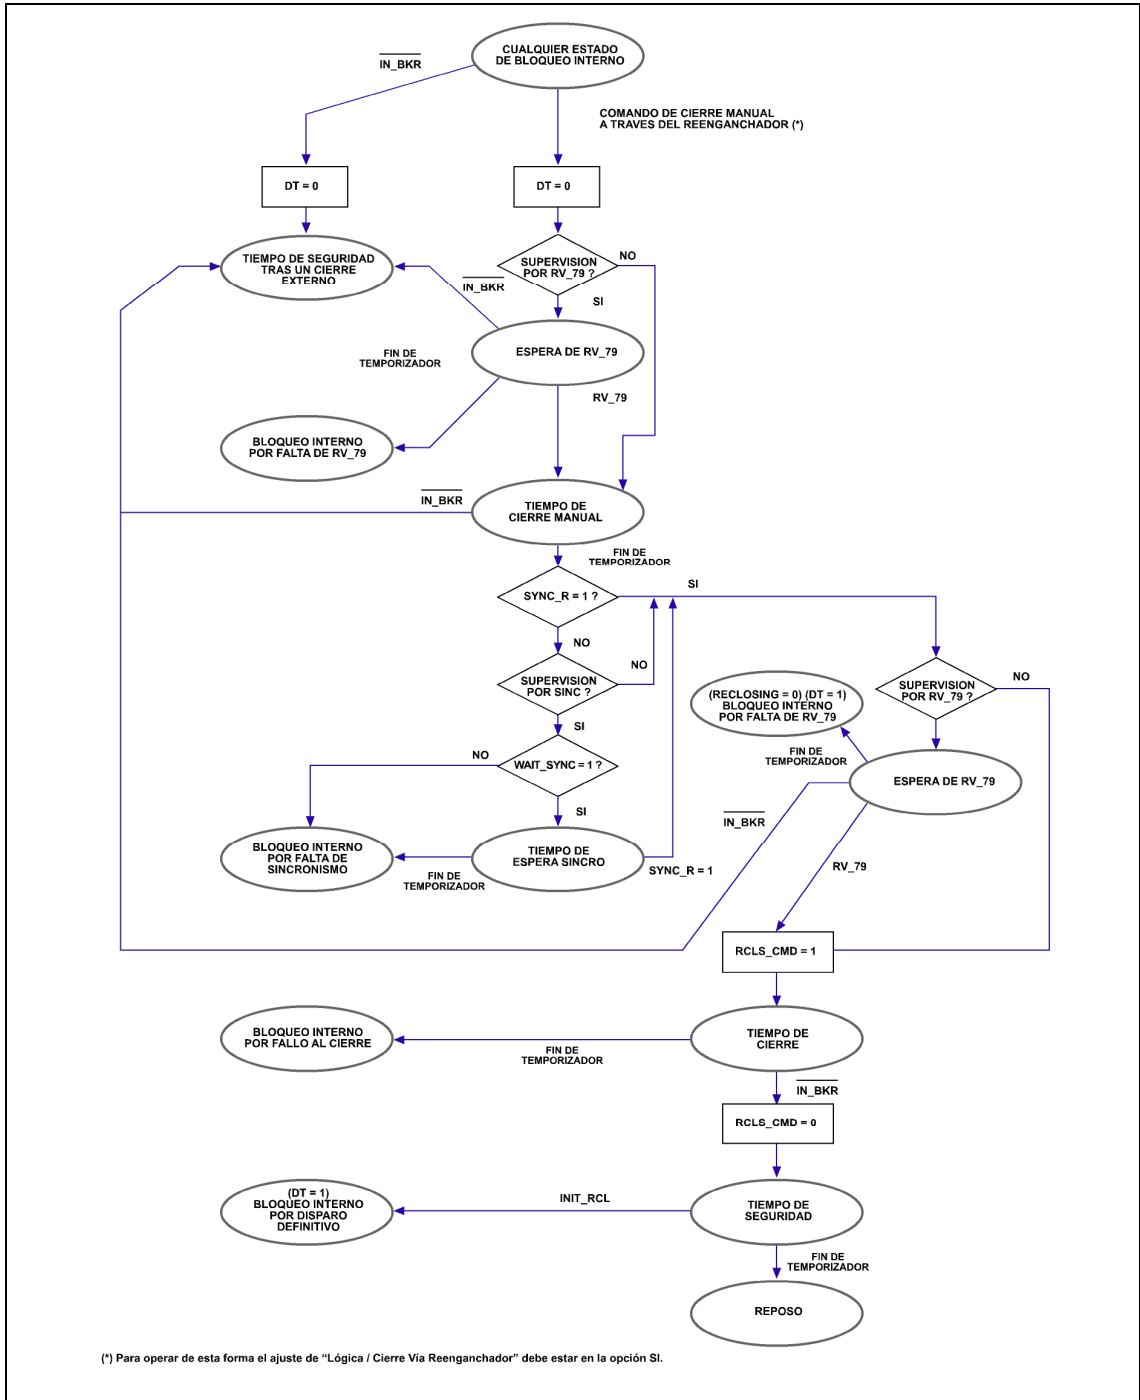 CUALQUIER ESTADO
DE BLOQUEO INTERNO
IN_BKR
COMANDO DE CIERRE MANUAL
A TRAVES DEL REENGANCHADOR (*)
DT = 0
DT = 0
TIEMPO DE SEGURIDAD
TRAS UN CIERRE
EXTERNO
SUPERVISION
POR RV_79 ?
NO
IN_BKR
SI
FIN DE
TEMPORIZADOR
ESPERA DE RV_79
RV_79
BLOQUEO INTERNO
POR FALTA DE RV_79
IN_BKR
TIEMPO DE
CIERRE MANUAL
FIN DE
TEMPORIZADOR
SYNC_R = 1 ?
SI
NO
SUPERVISION
POR SINC ?
NO
SI
SUPERVISION
POR RV_79 ?
NO
(RECLOSING = 0) (DT = 1)
BLOQUEO INTERNO
POR FALTA DE RV_79
NO
WAIT_SYNC = 1 ?
FIN DE
TEMPORIZADOR
ESPERA DE RV_79
SI
IN_BKR
BLOQUEO INTERNO
POR FALTA DE
SINCRONISMO
TIEMPO DE
ESPERA SINCRO
FIN DE
TEMPORIZADOR
SYNC_R = 1
RV_79
RCLS_CMD = 1
BLOQUEO INTERNO
POR FALLO AL CIERRE
TIEMPO DE
CIERRE
FIN DE
TEMPORIZADOR
IN_BKR
RCLS_CMD = 0
(DT = 1)
BLOQUEO INTERNO
POR DISPARO
DEFINITIVO
INIT_RCL
TIEMPO DE
SEGURIDAD
FIN DE
TEMPORIZADOR
REPOSO
(*) Para operar de esta forma el ajuste de “Lógica / Cierre Vía Reenganchador” debe estar en la opción SI.